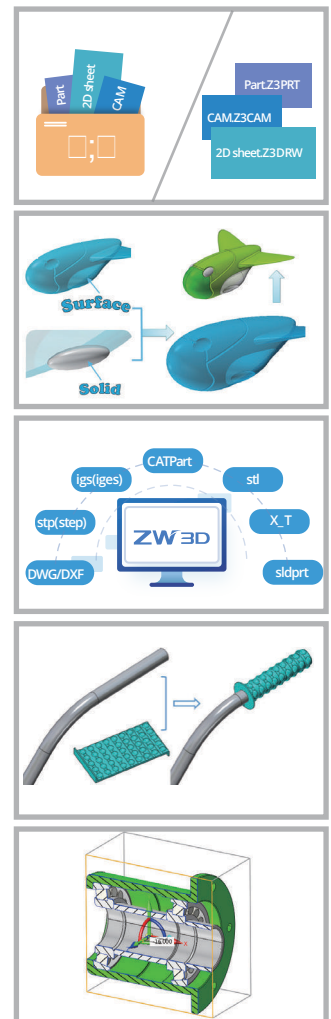 Part
2D sheet
CAM
Part.Z3PRT
CAM.Z3CAM
2D sheet.Z3DRW
Surface
Solid
CATPart
igs(iges)
stl
stp(step)
X_T
DWG/DXF
sldprt
ZW3D